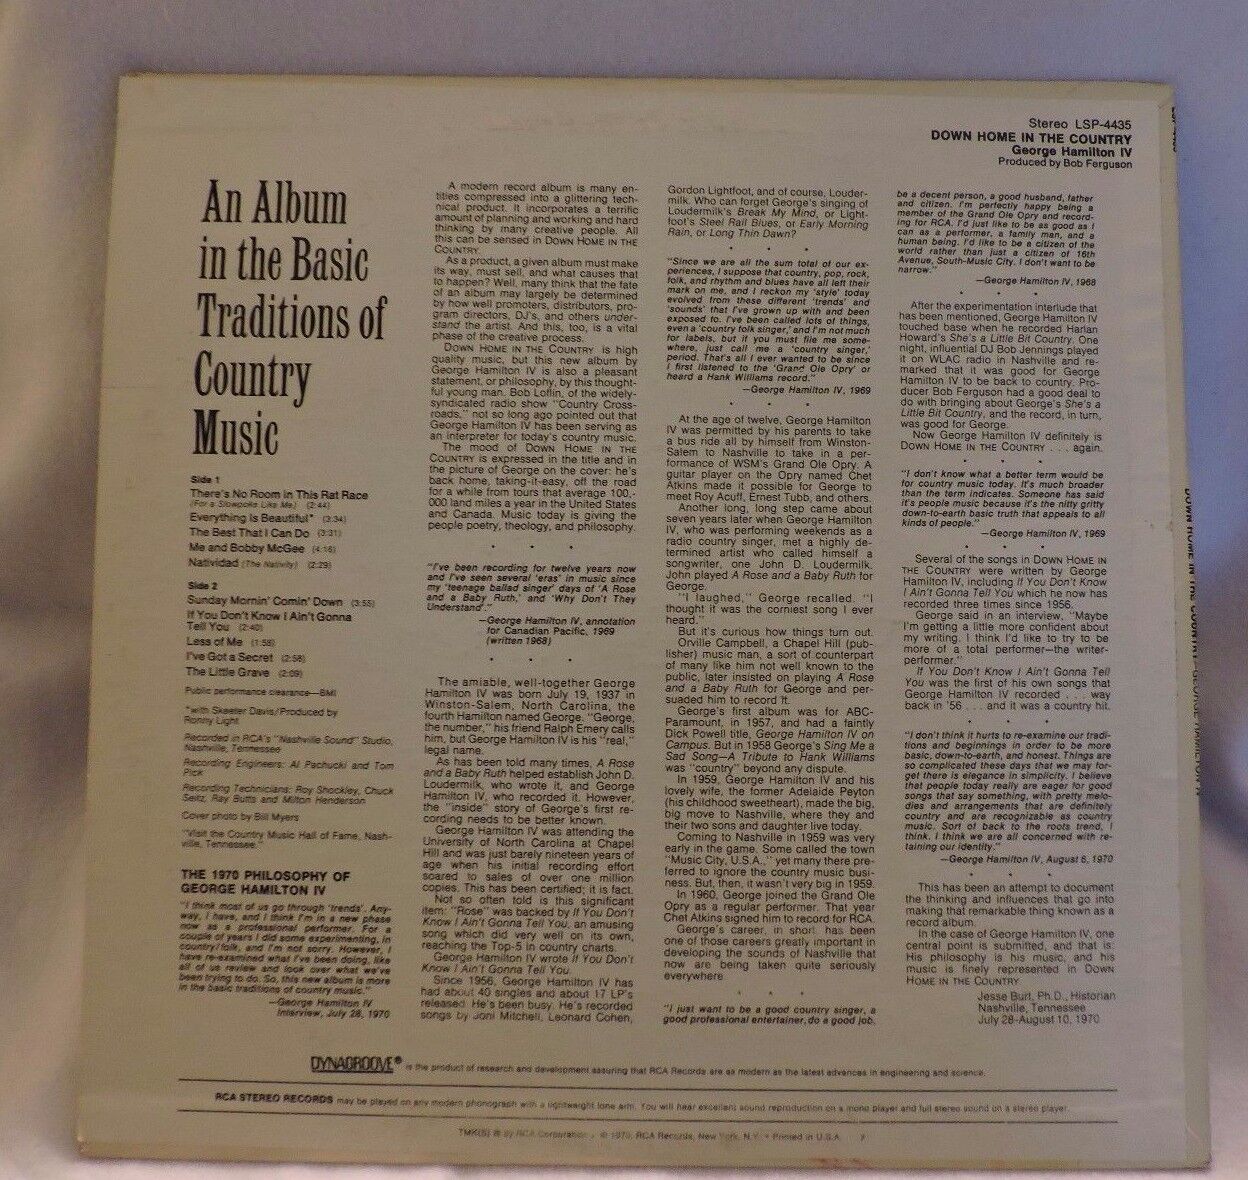 Stereo LSP-4435
DOWN HOME IN THE COUNTRY
George Hamilton IV
Produced by Bob Ferguson
An Album
in the Basic
Traditions of
Country
Music
Side 1
There's No Room in This Rat Race
(For a Slowpoke Like Me) (2:44)
Everything Is Beautiful* (3:34)
The Best That I Can Do (3:31)
Me and Bobby McGee (4:16)
Natividad (The Nativity) (2:29)
Side 2
Sunday Mornin' Comin' Down (3:55)
If You Don't Know I Ain't Gonna
Tell You (2:40)
Less of Me (1:58)
I've Got a Secret (2:58)
The Little Grave (2:09)
Public performance clearance—BMI
*with Skeeter Davis/Produced by
Ronny Light
Recorded in RCA's "Nashville Sound" Studio,
Nashville, Tennessee
Recording Engineers: Al Pachucki and Tom
Pick
Recording Technicians: Roy Shockley, Chuck
Seitz, Ray Butts and Milton Henderson
Cover photo by Bill Myers
"Visit the Country Music Hall of Fame, Nash-
ville, Tennessee."
THE 1970 PHILOSOPHY OF
GEORGE HAMILTON IV
"I think most of us go through 'trends'. Any-
way, I have, and I think I'm in a new phase
now as a professional performer. For a
couple of years I did some experimenting, in
country/folk, and I'm not sorry. However, I
have re-examined what I've been doing, like
all of us review and look over what we've
been trying to do. So, this new album is more
in the basic traditions of country music."
—George Hamilton IV
Interview, July 28, 1970
A modern record album is many en-
tities compressed into a glittering tech-
nical product. It incorporates a terrific
amount of planning and working and hard
thinking by many creative people. All
this can be sensed in DOWN HOME IN THE
COUNTRY.
As a product, a given album must make
its way, must sell, and what causes that
to happen? Well, many think that the fate
of an album may largely be determined
by how well promoters, distributors, pro-
gram directors, DJ's, and others under-
stand the artist. And this, too, is a vital
phase of the creative process.
DOWN HOME IN THE COUNTRY is high
quality music, but this new album by
George Hamilton IV is also a pleasant
statement, or philosophy, by this thought-
ful young man. Bob Loflin, of the widely-
syndicated radio show "Country Cross-
roads," not so long ago pointed out that
George Hamilton IV has been serving as
an interpreter for today's country music.
The mood of DOWN HOME IN THE
COUNTRY is expressed in the title and in
the picture of George on the cover: he's
back home, taking-it-easy, off the road
for a while from tours that average 100,-
000 land miles a year in the United States
and Canada. Music today is giving the
people poetry, theology, and philosophy.
* * *
"I've been recording for twelve years now
and I've seen several 'eras' in music since
my 'teenage ballad singer' days of 'A Rose
and a Baby Ruth,' and 'Why Don't They
Understand'."
—George Hamilton IV, annotation
for Canadian Pacific, 1969
(written 1968)
* * *
The amiable, well-together George
Hamilton IV was born July 19, 1937 in
Winston-Salem, North Carolina, the
fourth Hamilton named George. "George,
the number," his friend Ralph Emery calls
him, but George Hamilton IV is his "real,"
legal name.
As has been told many times, A Rose
and a Baby Ruth helped establish John D.
Loudermilk, who wrote it, and George
Hamilton IV, who recorded it. However,
the "inside" story of George's first re-
cording needs to be better known.
George Hamilton IV was attending the
University of North Carolina at Chapel
Hill and was just barely nineteen years of
age when his initial recording effort
soared to sales of over one million
copies. This has been certified; it is fact.
Not so often told is this significant
item: "Rose" was backed by If You Don't
Know I Ain't Gonna Tell You, an amusing
song which did very well on its own,
reaching the Top-5 in country charts.
George Hamilton IV wrote If You Don't
Know I Ain't Gonna Tell You.
Since 1956, George Hamilton IV has
had about 40 singles and about 17 LP's
released. He's been busy. He's recorded
songs by Joni Mitchell, Leonard Cohen,
Gordon Lightfoot, and of course, Louder-
milk. Who can forget George's singing of
Loudermilk's Break My Mind, or Light-
foot's Steel Rail Blues, or Early Morning
Rain, or Long Thin Dawn?
* * * *
"Since we are all the sum total of our ex-
periences, I suppose that country, pop, rock,
folk, and rhythm and blues have all left their
mark on me, and I reckon my 'style' today
evolved from these different 'trends' and
'sounds' that I've grown up with and been
exposed to. I've been called lots of things,
even a 'country folk singer,' and I'm not much
for labels, but if you must file me some-
where, just call me a 'country singer,'
period. That's all I ever wanted to be since
I first listened to the 'Grand Ole Opry' or
heard a Hank Williams record."
—George Hamilton IV, 1969
* * *
At the age of twelve, George Hamilton
IV was permitted by his parents to take
a bus ride all by himself from Winston-
Salem to Nashville to take in a per-
formance of WSM's Grand Ole Opry. A
guitar player on the Opry named Chet
Atkins made it possible for George to
meet Roy Acuff, Ernest Tubb, and others.
Another long, long step came about
seven years later when George Hamilton
IV, who was performing weekends as a
radio country singer, met a highly de-
termined artist who called himself a
songwriter, one John D. Loudermilk.
John played A Rose and a Baby Ruth for
George.
"I laughed," George recalled. "I
thought it was the corniest song I ever
heard."
But it's curious how things turn out.
Orville Campbell, a Chapel Hill (pub-
lisher) music man, a sort of counterpart
of many like him not well known to the
public, later insisted on playing A Rose
and a Baby Ruth for George and per-
suaded him to record it.
George's first album was for ABC-
Paramount, in 1957, and had a faintly
Dick Powell title, George Hamilton IV on
Campus. But in 1958 George's Sing Me a
Sad Song—A Tribute to Hank Williams
was "country" beyond any dispute.
In 1959, George Hamilton IV and his
lovely wife, the former Adelaide Peyton
(his childhood sweetheart), made the big,
big move to Nashville, where they and
their two sons and daughter live today.
Coming to Nashville in 1959 was very
early in the game. Some called the town
"Music City, U.S.A.," yet many there pre-
ferred to ignore the country music busi-
ness. But, then, it wasn't very big in 1959.
In 1960, George joined the Grand Ole
Opry as a regular performer. That year
Chet Atkins signed him to record for RCA.
George's career, in short, has been
one of those careers greatly important in
developing the sounds of Nashville that
now are being taken quite seriously
everywhere.
* * *
"I just want to be a good country singer, a
good professional entertainer, do a good job,
be a decent person, a good husband, father
and citizen. I'm perfectly happy being a
member of the Grand Ole Opry and record-
ing for RCA. I'd just like to be as good as I
can as a performer, a family man, and a
human being. I'd like to be a citizen of the
world rather than just a citizen of 16th
Avenue, South-Music City. I don't want to be
narrow."
—George Hamilton IV, 1968
* * *
After the experimentation interlude that
has been mentioned, George Hamilton IV
touched base when he recorded Harlan
Howard's She's a Little Bit Country. One
night, influential DJ Bob Jennings played
it on WLAC radio in Nashville and re-
marked that it was good for George
Hamilton IV to be back to country. Pro-
ducer Bob Ferguson had a good deal to
do with bringing about George's She's a
Little Bit Country, and the record, in turn,
was good for George.
Now George Hamilton IV definitely is
DOWN HOME IN THE COUNTRY . . . again.
* * *
"I don't know what a better term would be
for country music today. It's much broader
than the term indicates. Someone has said
it's people music because it's the nitty gritty
down-to-earth basic truth that appeals to all
kinds of people."
—George Hamilton IV, 1969
* * *
Several of the songs in DOWN HOME IN
THE COUNTRY were written by George
Hamilton IV, including If You Don't Know
I Ain't Gonna Tell You which he now has
recorded three times since 1956.
George said in an interview, "Maybe
I'm getting a little more confident about
my writing. I think I'd like to try to be
more of a total performer—the writer-
performer."
If You Don't Know I Ain't Gonna Tell
You was the first of his own songs that
George Hamilton IV recorded . . . way
back in '56 . . . and it was a country hit.
* * *
"I don't think it hurts to re-examine our tradi-
tions and beginnings in order to be more
basic, down-to-earth, and honest. Things are
so complicated these days that we may for-
get there is elegance in simplicity. I believe
that people today really are eager for good
songs that say something, with pretty melo-
dies and arrangements that are definitely
country and are recognizable as country
music. Sort of back to the roots trend, I
think. I think we are all concerned with re-
taining our identity."
—George Hamilton IV, August 6, 1970
* * *
This has been an attempt to document
the thinking and influences that go into
making that remarkable thing known as a
record album.
In the case of George Hamilton IV, one
central point is submitted, and that is:
His philosophy is his music, and his
music is finely represented in DOWN
HOME IN THE COUNTRY.
Jesse Burt, Ph.D., Historian
Nashville, Tennessee
July 28-August 10, 1970
DYNAGROOVE® is the product of research and development assuring that RCA Records are as modern as the latest advances in engineering and science.
RCA STEREO RECORDS may be played on any modern phonograph with a lightweight tone arm. You will hear excellent sound reproduction on a mono player and full stereo sound on a stereo player.
TMK(S) ® by RCA Corporation • © 1970, RCA Records, New York, N.Y. • Printed in U.S.A.
DOWN HOME IN THE COUNTRY GEORGE HAMILTON IV